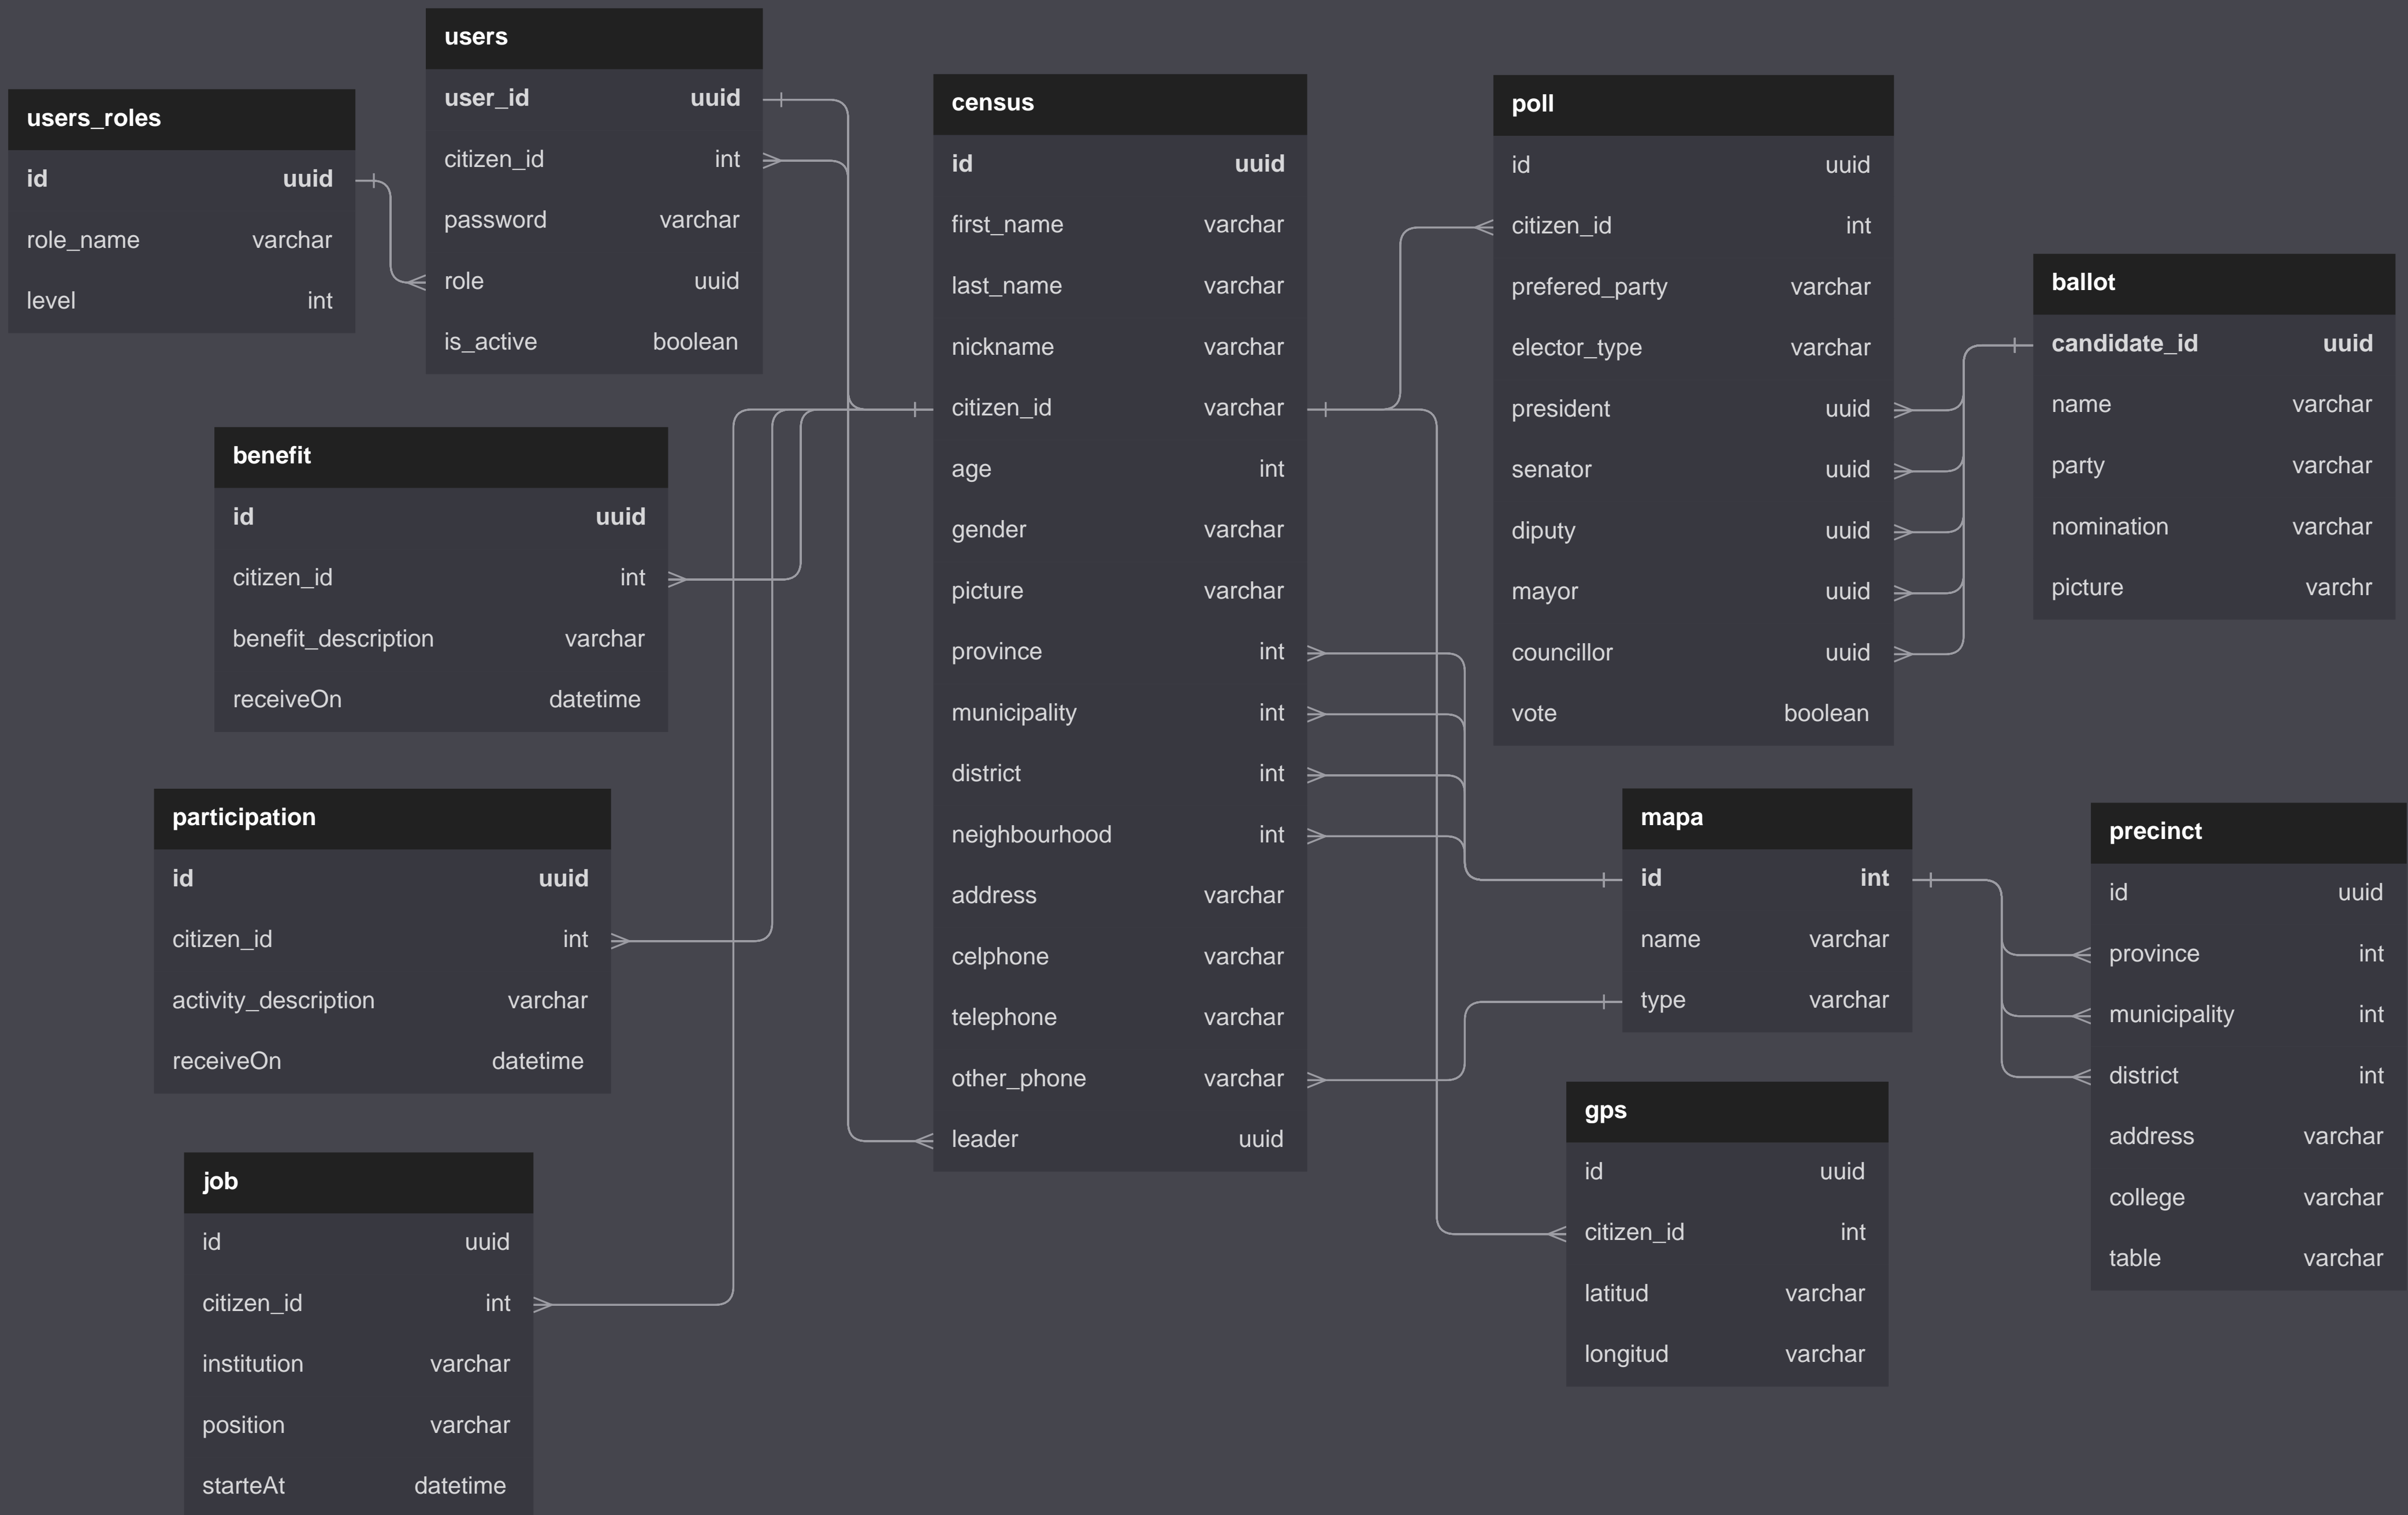 users_roles
id uuid
role_name varchar
level int
users
user_id uuid
citizen_id int
password varchar
role uuid
is_active boolean
benefit
id uuid
citizen_id int
benefit_description varchar
receiveOn datetime
participation
id uuid
citizen_id int
activity_description varchar
receiveOn datetime
job
id uuid
citizen_id int
institution varchar
position varchar
starteAt datetime
census
id uuid
first_name varchar
last_name varchar
nickname varchar
citizen_id varchar
age int
gender varchar
picture varchar
province int
municipality int
district int
neighbourhood int
address varchar
celphone varchar
telephone varchar
other_phone varchar
leader uuid
poll
id uuid
citizen_id int
prefered_party varchar
elector_type varchar
president uuid
senator uuid
diputy uuid
mayor uuid
councillor uuid
vote boolean
ballot
candidate_id uuid
name varchar
party varchar
nomination varchar
picture varchr
mapa
id int
name varchar
type varchar
gps
id uuid
citizen_id int
latitud varchar
longitud varchar
precinct
id uuid
province int
municipality int
district int
address varchar
college varchar
table varchar